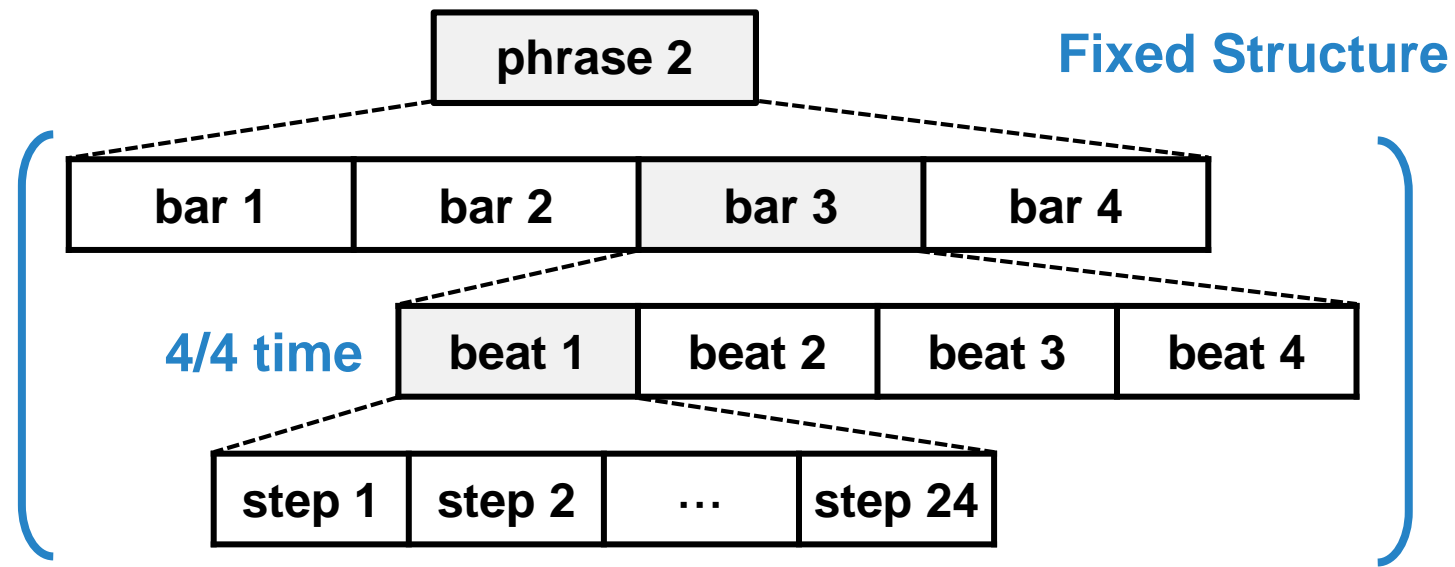 phrase 2
Fixed Structure
bar 1 bar 2 bar 3 bar 4
4/4 time
beat 1 beat 2 beat 3 beat 4
step 1 step 2 ... step 24